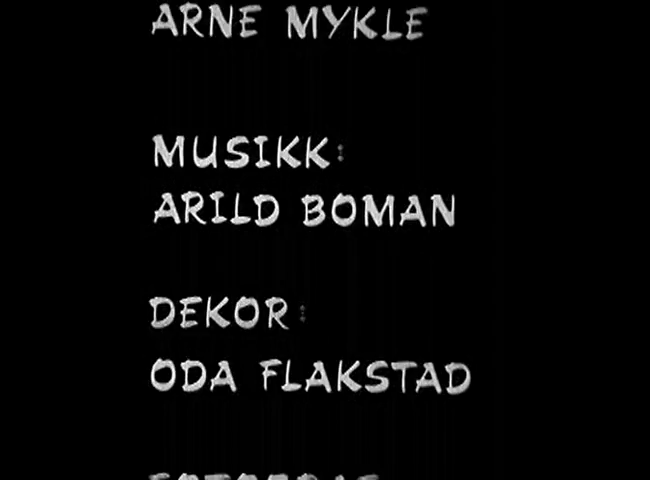 ARNE MYKLE
MUSIKK:
ARILD BOMAN
DEKOR:
ODA FLAKSTAD